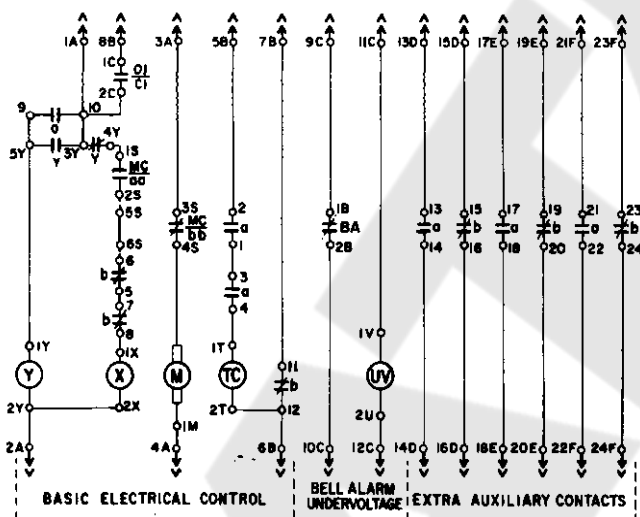 1A 8B 3A 5B 7B 9C 11C 13D 15D 17E 19E 21F 23F
1C
01
C1
2C
9 10
a
4Y
5Y Y 3Y Y 1S
MC
aa
2S
5S 3S 2 1B 13 15 17 19 21 23
MC
bb a BA a b a b a b
6S 4S 1 2B 14 16 18 20 22 24
6
b
5 3
a
7 4
b
8 1V
1Y 1X 1T
11
Y X M TC b UV
2Y 2X 2T 12 2U
1M
2A 4A 6B 10C 12C 14D 16D 18E 20E 22F 24F
BASIC ELECTRICAL CONTROL BELL ALARM UNDERVOLTAGE EXTRA AUXILIARY CONTACTS